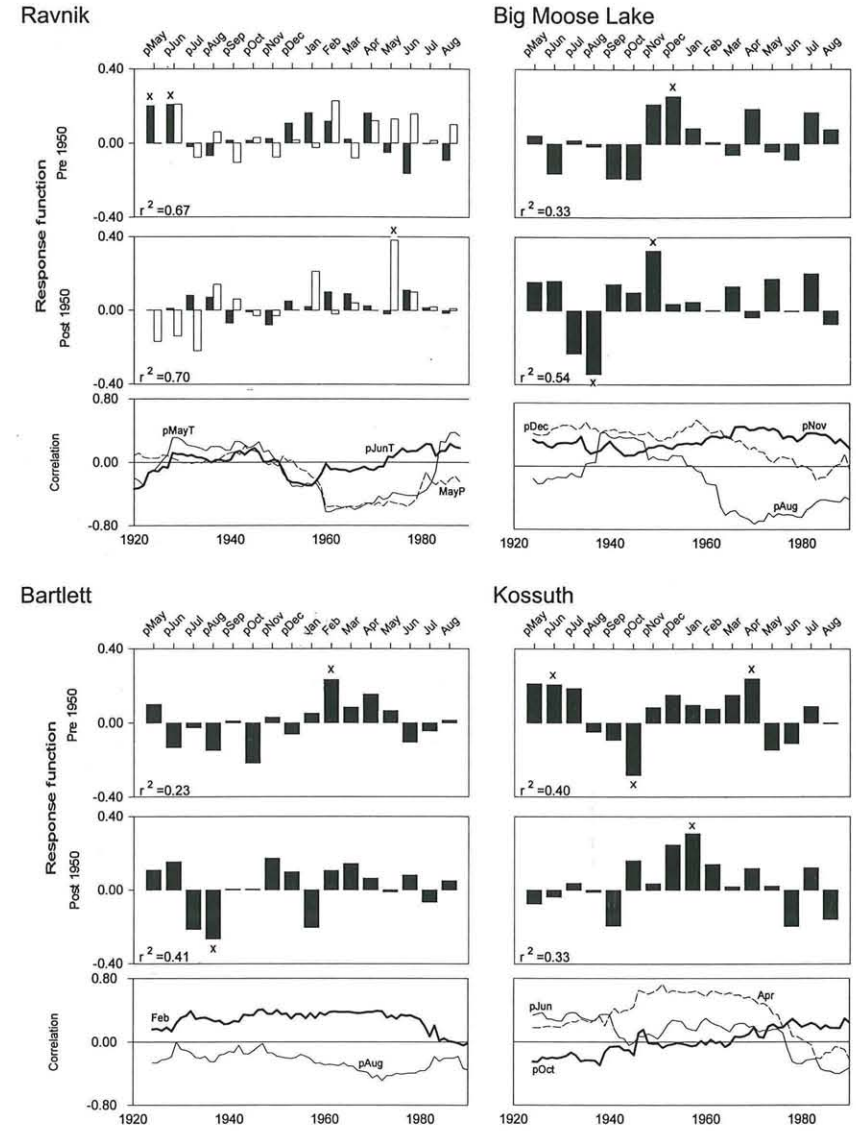 Ravnik
pMay pJun pJul pAug pSep pOct pNov pDec Jan Feb Mar Apr May Jun Jul Aug
0.40
x x
0.00
-0.40
Pre 1950
r² =0.67
Response function
0.40
x
0.00
-0.40
Post 1950
r² =0.70
0.80
0.00
-0.80
Correlation
pMayT
pJunT
MayP
1920 1940 1960 1980
Big Moose Lake
pMay pJun pJul pAug pSep pOct pNov pDec Jan Feb Mar Apr May Jun Jul Aug
x
r² =0.33
x
r² =0.54
x
pDec
pNov
pAug
1920 1940 1960 1980
Bartlett
pMay pJun pJul pAug pSep pOct pNov pDec Jan Feb Mar Apr May Jun Jul Aug
0.40
x
0.00
-0.40
Pre 1950
r² =0.23
Response function
0.40
0.00
-0.40
Post 1950
r² =0.41
x
0.80
0.00
-0.80
Correlation
Feb
pAug
1920 1940 1960 1980
Kossuth
pMay pJun pJul pAug pSep pOct pNov pDec Jan Feb Mar Apr May Jun Jul Aug
x x
r² =0.40
x
x
r² =0.33
pJun
Apr
pOct
1920 1940 1960 1980